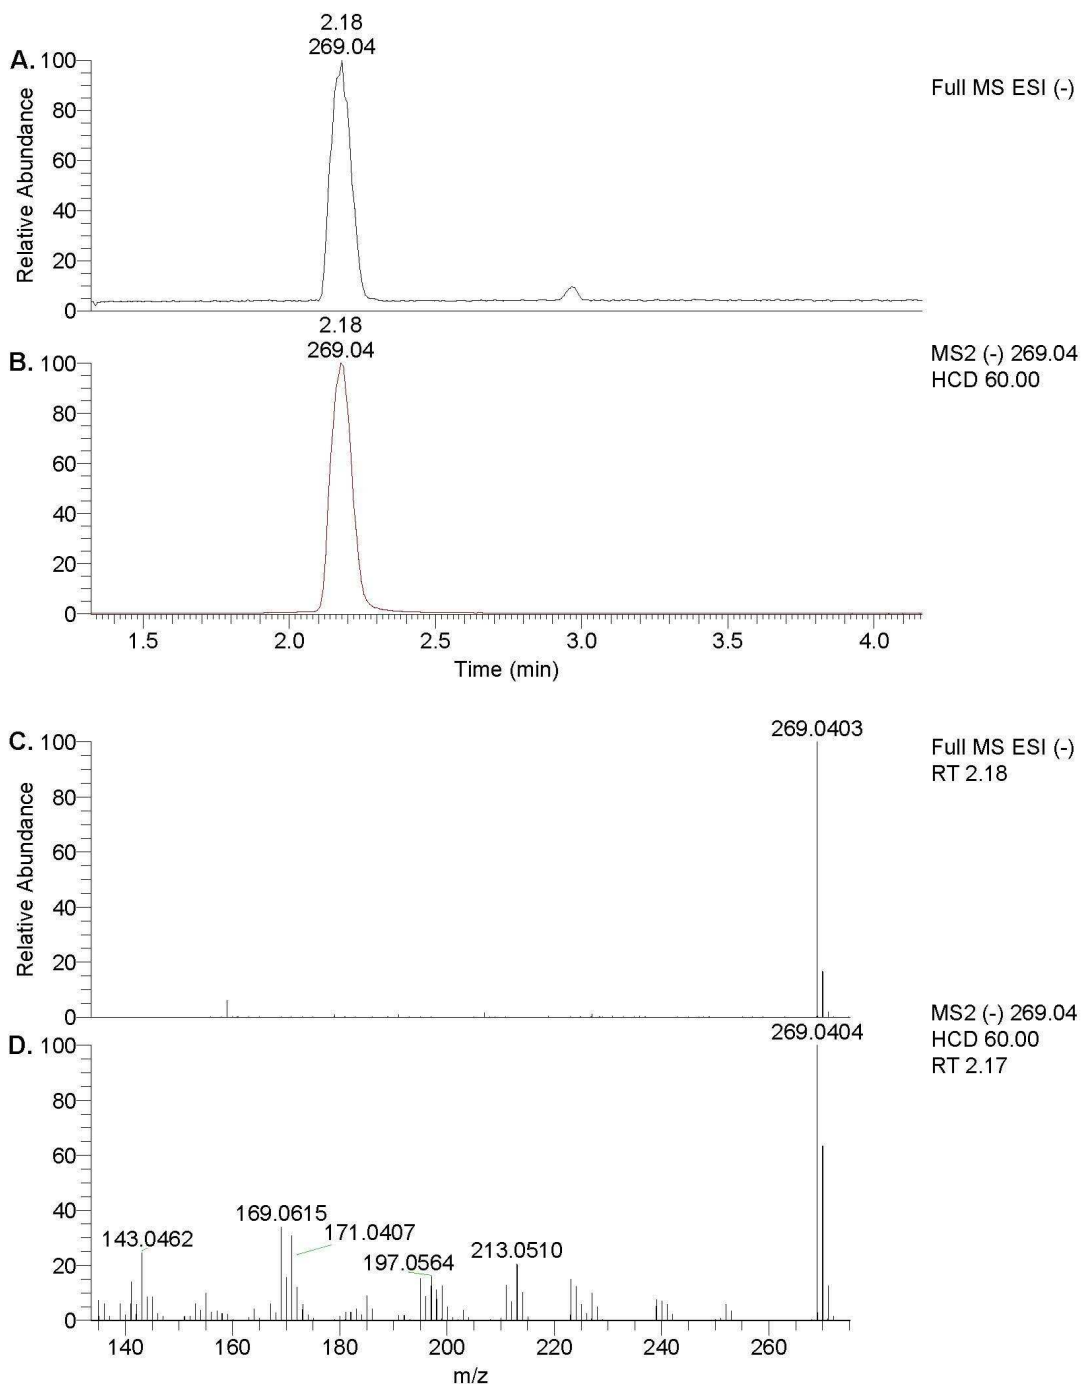 2.18
269.04
A.
Full MS ESI (-)
Relative Abundance
100
80
60
40
20
0
2.18
269.04
B.
MS2 (-) 269.04
HCD 60.00
100
80
60
40
20
0
1.5 2.0 2.5 3.0 3.5 4.0
Time (min)
269.0403
C.
Full MS ESI (-)
RT 2.18
Relative Abundance
100
80
60
40
20
0
269.0404
D.
MS2 (-) 269.04
HCD 60.00
RT 2.17
100
80
60
40
20
0
143.0462
169.0615
171.0407
197.0564
213.0510
140 160 180 200 220 240 260
m/z